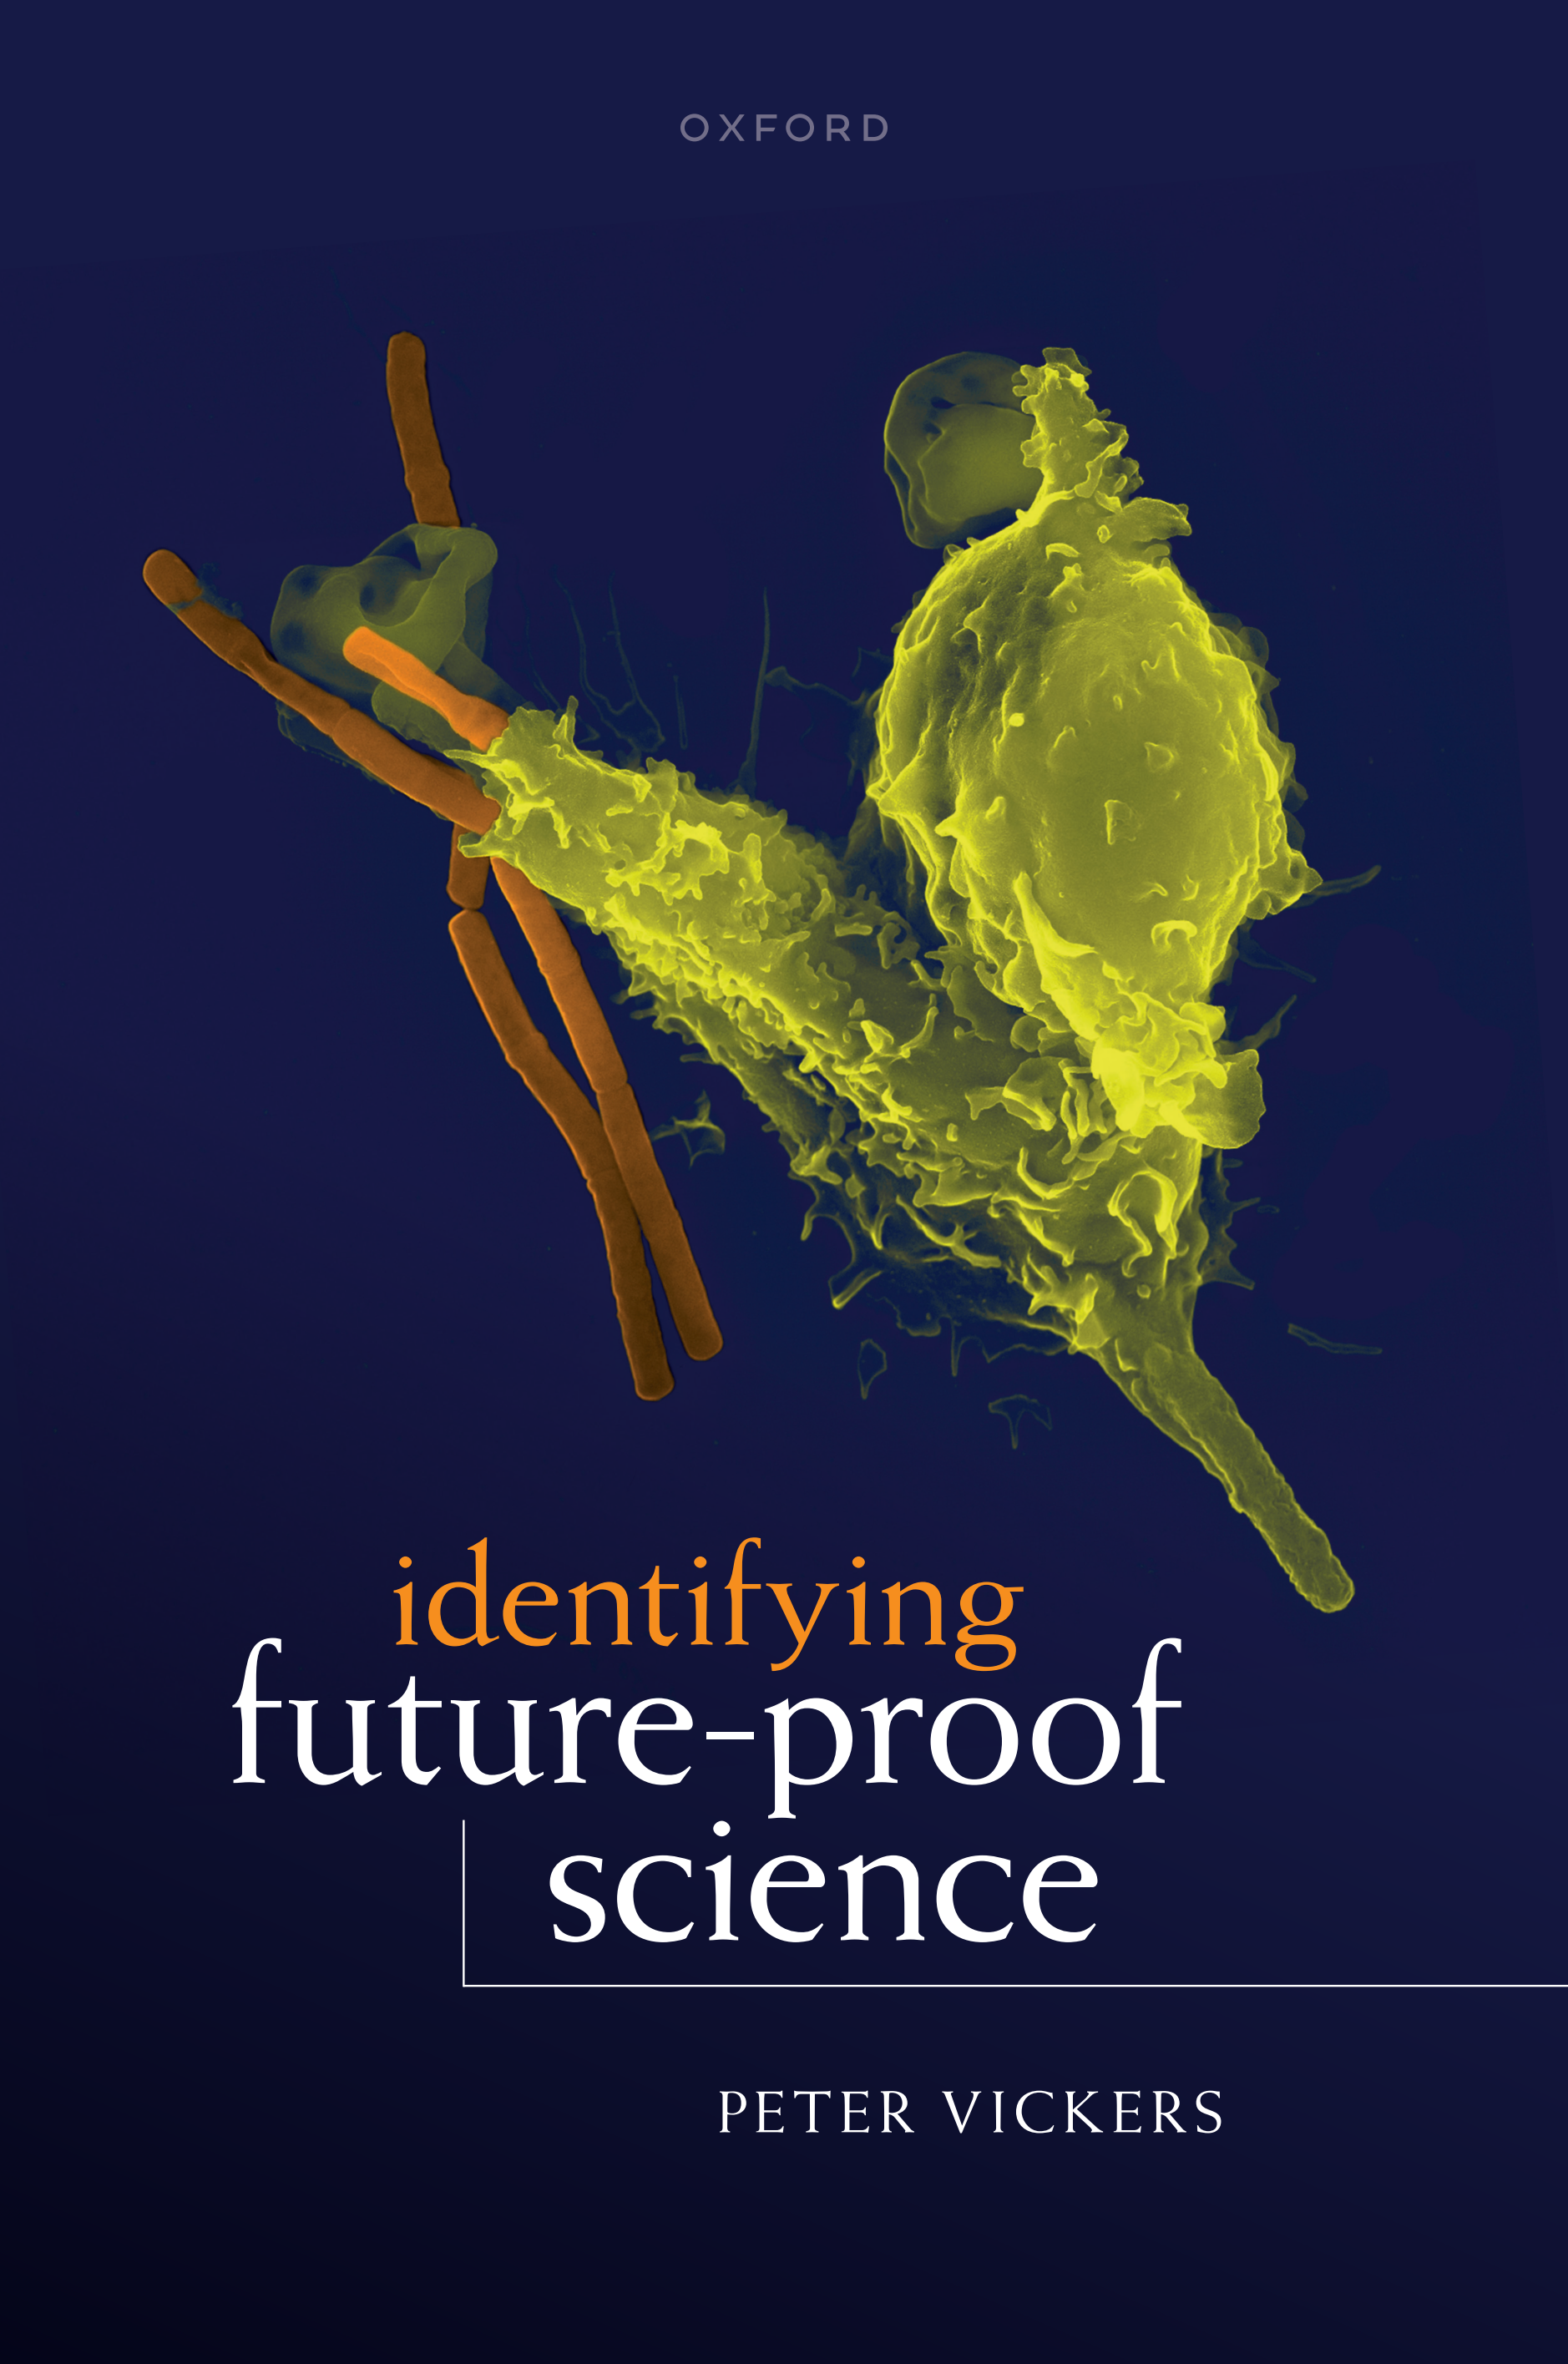 OXFORD
identifying
future-proof
science
PETER VICKERS